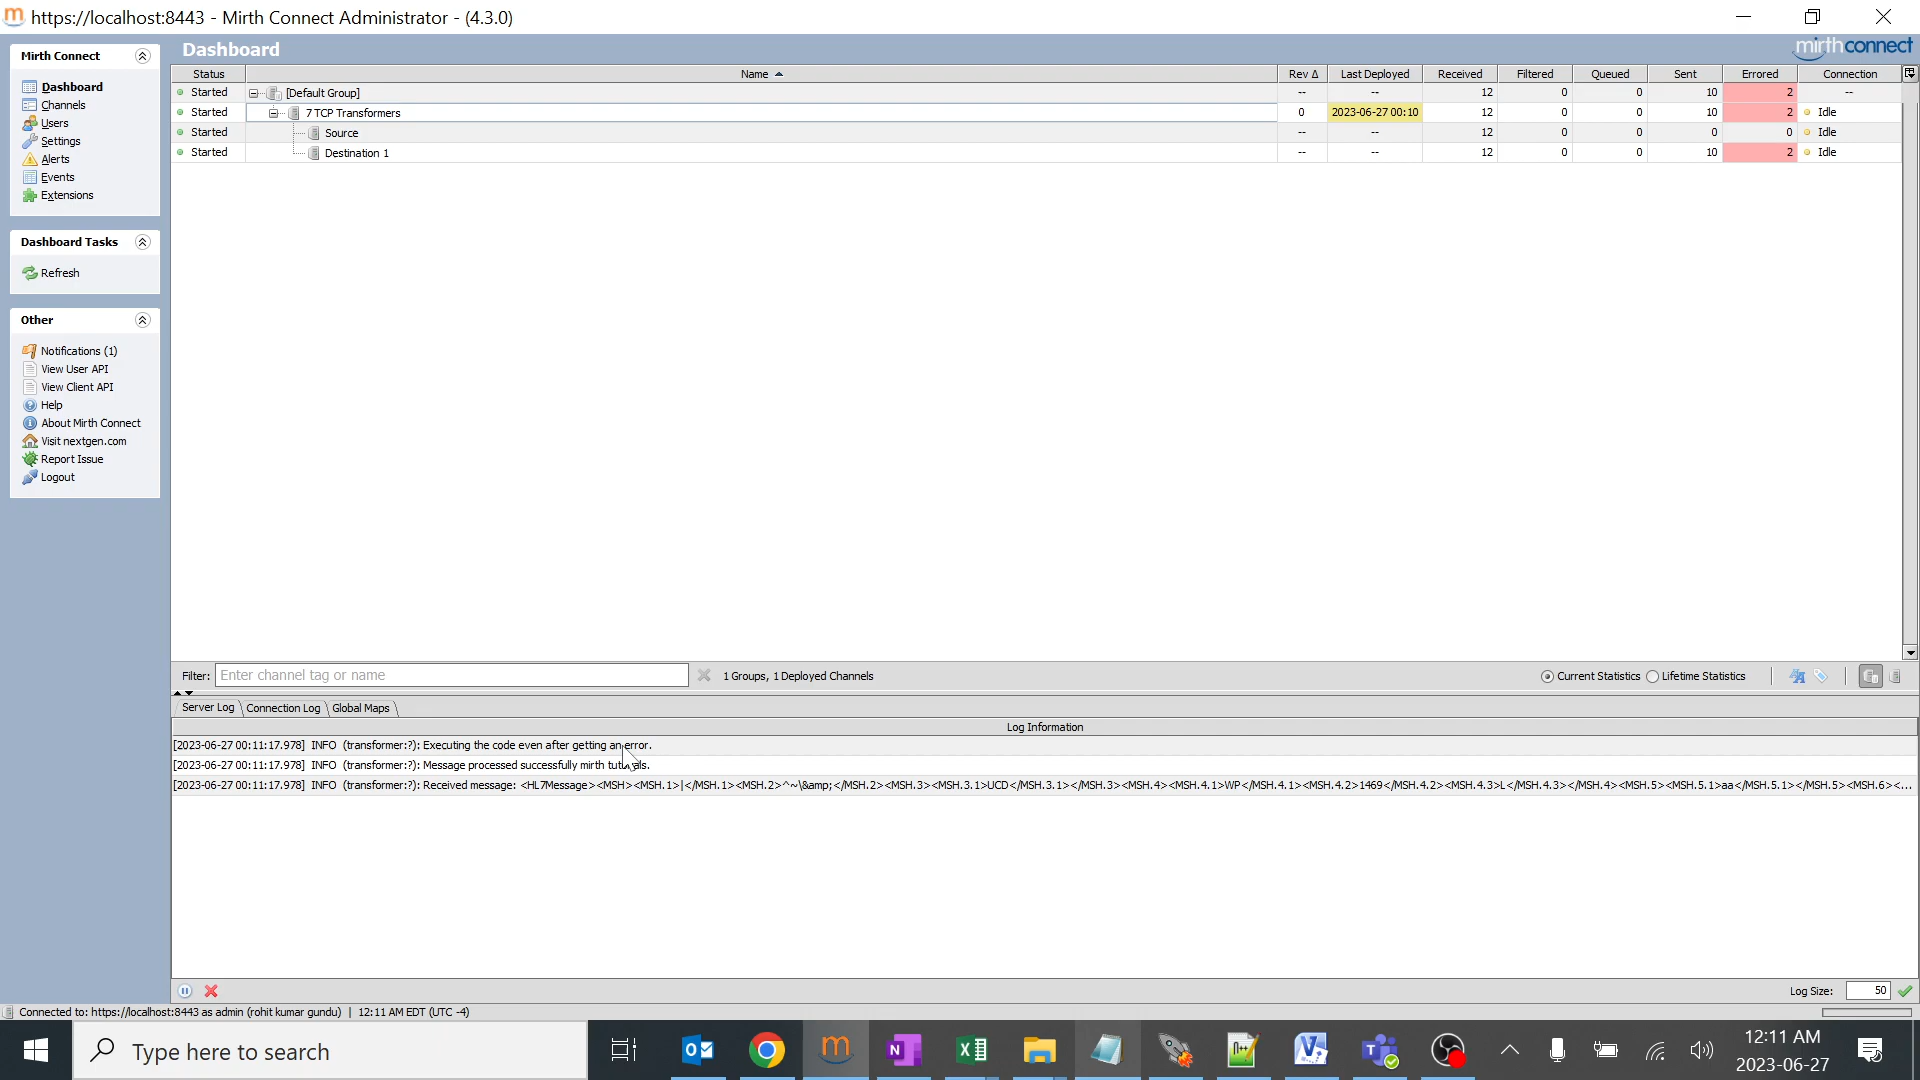 https://localhost:8443 - Mirth Connect Administrator - (4.3.0)
Mirth Connect
Dashboard
Channels
Users
Settings
Alerts
Events
Extensions
Dashboard Tasks
Refresh
Other
Notifications (1)
View User API
View Client API
Help
About Mirth Connect
Visit nextgen.com
Report Issue
Logout
Dashboard
mirthconnect
Status Name Rev Δ Last Deployed Received Filtered Queued Sent Errored Connection
Started [Default Group] -- -- 12 0 0 10 2 --
Started 7 TCP Transformers 0 2023-06-27 00:10 12 0 0 10 2 Idle
Started Source -- -- 12 0 0 0 0 Idle
Started Destination 1 -- -- 12 0 0 10 2 Idle
Filter: Enter channel tag or name 1 Groups, 1 Deployed Channels Current Statistics Lifetime Statistics
Server Log Connection Log Global Maps
Log Information
[2023-06-27 00:11:17.978] INFO (transformer:?): Executing the code even after getting an error.
[2023-06-27 00:11:17.978] INFO (transformer:?): Message processed successfully mirth tutorials.
[2023-06-27 00:11:17.978] INFO (transformer:?): Received message: <HL7Message><MSH><MSH.1>|</MSH.1><MSH.2>^~\&amp;</MSH.2><MSH.3><MSH.3.1>UCD</MSH.3.1></MSH.3><MSH.4><MSH.4.1>WP</MSH.4.1><MSH.4.2>1469</MSH.4.2><MSH.4.3>L</MSH.4.3></MSH.4><MSH.5><MSH.5.1>aa</MSH.5.1></MSH.5><MSH.6><...
Log Size: 50
Connected to: https://localhost:8443 as admin (rohit kumar gundu) | 12:11 AM EDT (UTC -4)
Type here to search
12:11 AM
2023-06-27